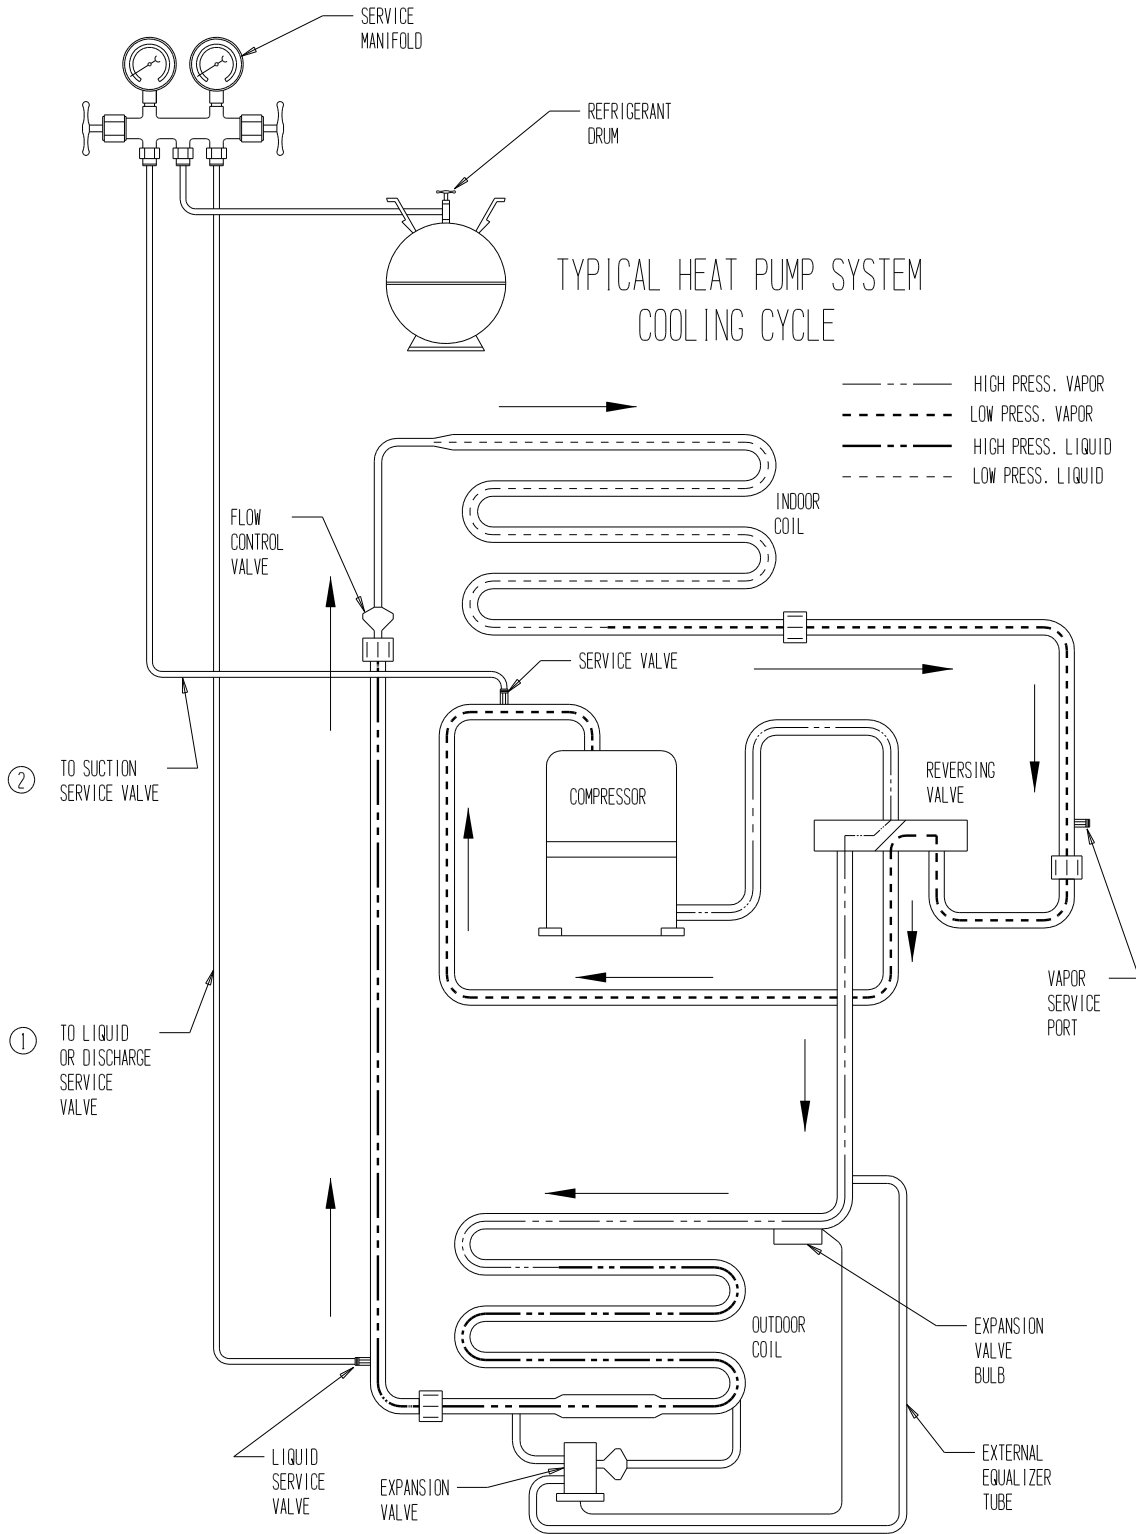 SERVICE
MANIFOLD
REFRIGERANT
DRUM
TYPICAL HEAT PUMP SYSTEM
COOLING CYCLE
HIGH PRESS. VAPOR
LOW PRESS. VAPOR
HIGH PRESS. LIQUID
LOW PRESS. LIQUID
INDOOR
COIL
FLOW
CONTROL
VALVE
SERVICE VALVE
2
TO SUCTION
SERVICE VALVE
COMPRESSOR
REVERSING
VALVE
VAPOR
SERVICE
PORT
1
TO LIQUID
OR DISCHARGE
SERVICE
VALVE
OUTDOOR
COIL
EXPANSION
VALVE
BULB
LIQUID
SERVICE
VALVE
EXPANSION
VALVE
EXTERNAL
EQUALIZER
TUBE